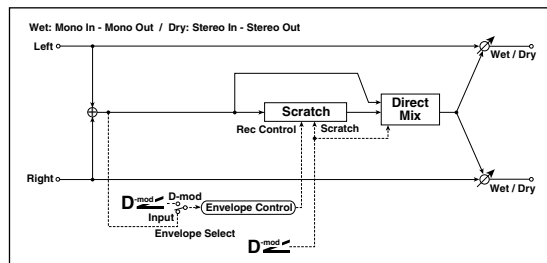 Wet: Mono In - Mono Out / Dry: Stereo In - Stereo Out
Left
Wet / Dry
Scratch
Direct
Mix
Rec Control
Scratch
Right
Wet / Dry
D-mod
D-mod
Input
Envelope Control
Envelope Select
D-mod